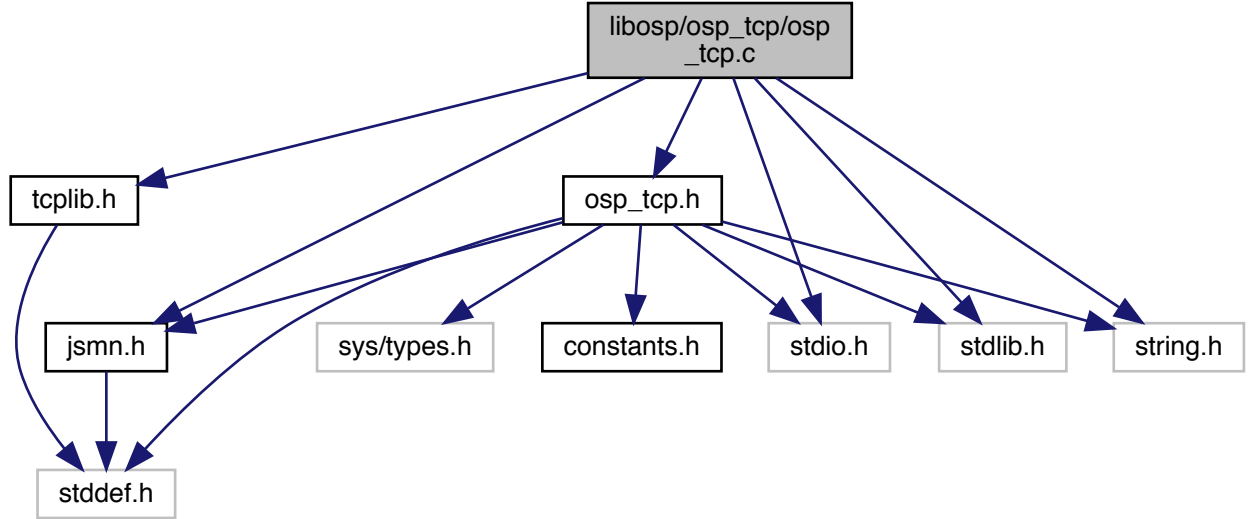 libosp/osp_tcp/osp
_tcp.c
tcplib.h
osp_tcp.h
jsmn.h
sys/types.h
constants.h
stdio.h
stdlib.h
string.h
stddef.h